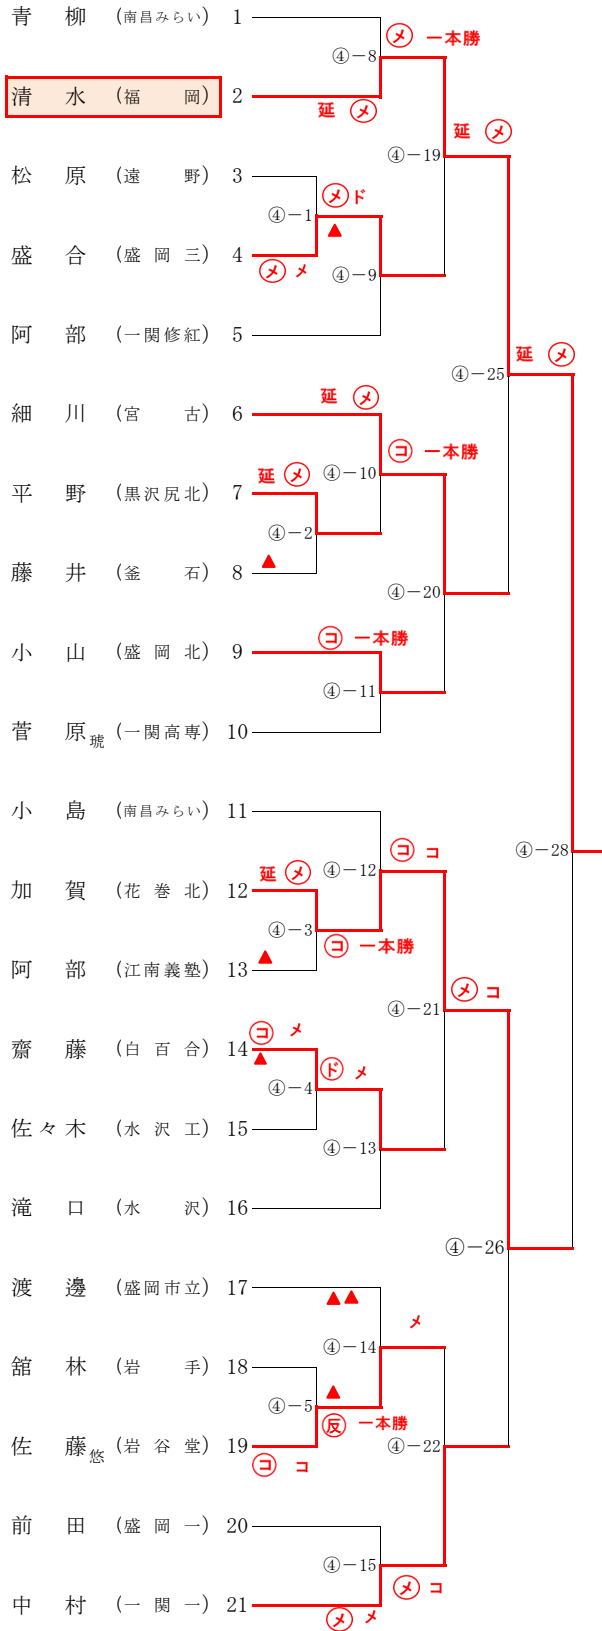 青柳 (南昌みらい) 1
㋱ 一本勝
④－8
清水 (福岡) 2
延 ㋱
延 ㋱
④－19
松原 (遠野) 3
㋱ド
④－1
▲
盛合 (盛岡三) 4
㋱ メ
④－9
阿部 (一関修紅) 5
延 ㋱
④－25
延 ㋱
細川 (宮古) 6
㋙ 一本勝
④－10
延 ㋱
平野 (黒沢尻北) 7
④－2
▲
藤井 (釜石) 8
④－20
㋙ 一本勝
小山 (盛岡北) 9
④－11
菅原琥 (一関高専) 10
小島 (南昌みらい) 11
④－28
㋙ コ
④－12
延 ㋱
加賀 (花巻北) 12
④－3
㋙ 一本勝
▲
阿部 (江南義塾) 13
㋱ コ
④－21
㋙ メ
齋藤 (白百合) 14
▲
ド メ
④－4
佐々木 (水沢工) 15
④－13
滝口 (水沢) 16
④－26
渡邊 (盛岡市立) 17
▲▲
メ
④－14
舘林 (岩手) 18
▲
④－5
反 一本勝
佐藤悠 (岩谷堂) 19
④－22
㋙ コ
前田 (盛岡一) 20
④－15
㋱ コ
中村 (一関一) 21
㋱ メ